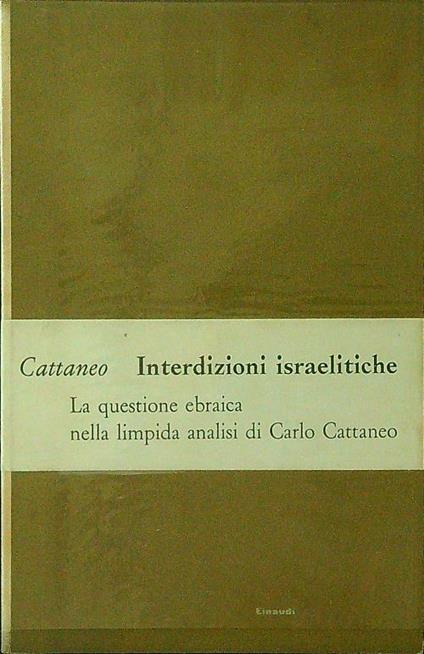 Cattaneo Interdizioni israelitiche
La questione ebraica
nella limpida analisi di Carlo Cattaneo
Einaudi